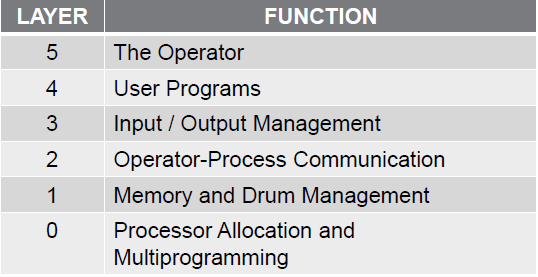 LAYER FUNCTION
5 The Operator
4 User Programs
3 Input / Output Management
2 Operator-Process Communication
1 Memory and Drum Management
0 Processor Allocation and
Multiprogramming